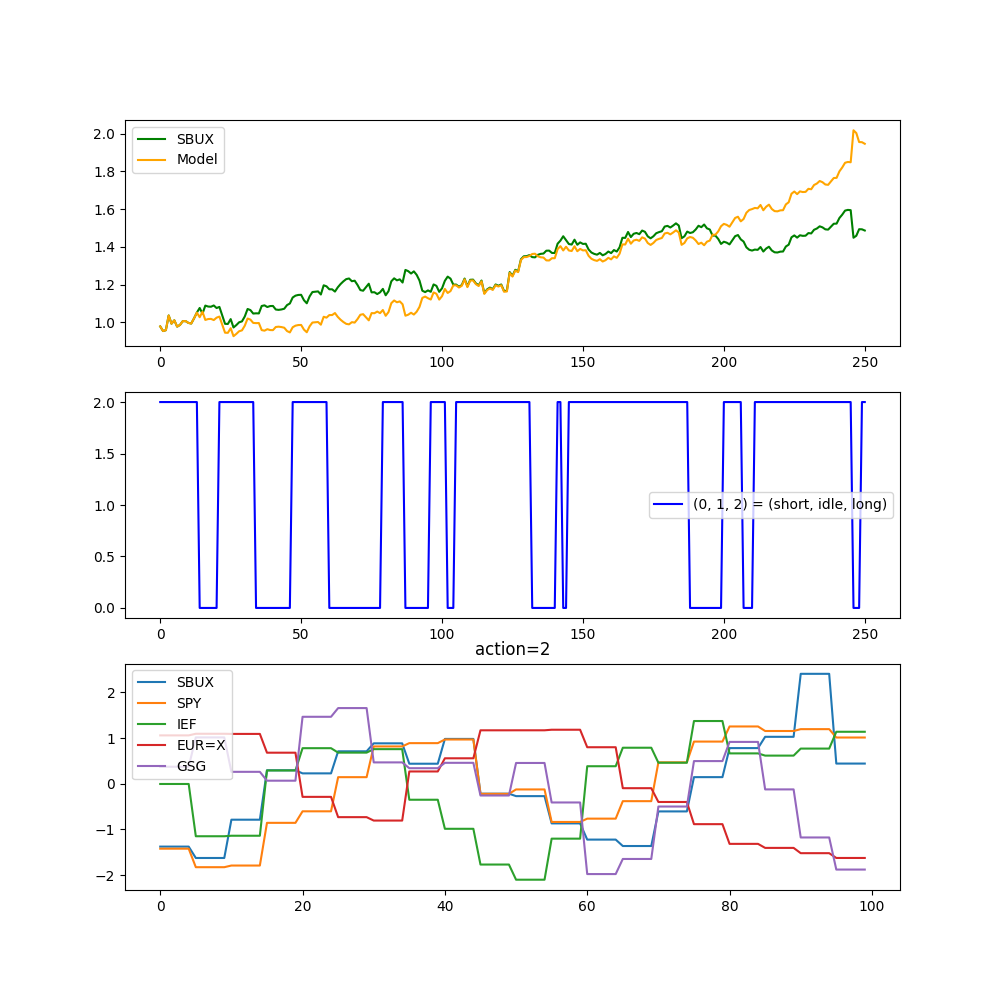 2.0
1.8
1.6
1.4
1.2
1.0
SBUX
Model
0 50 100 150 200 250
2.0
1.5
1.0
0.5
0.0
(0, 1, 2) = (short, idle, long)
0 50 100 150 200 250
action=2
2
1
0
−1
−2
SBUX
SPY
IEF
EUR=X
GSG
0 20 40 60 80 100